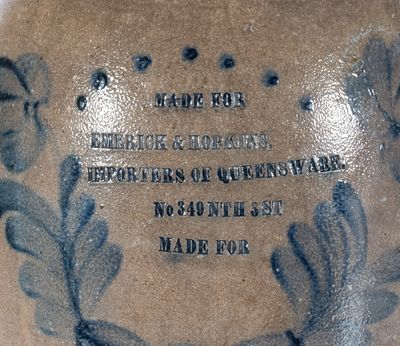 MADE FOR
EMERICK & HOPKINS.
IMPORTERS OF QUEENSWARE.
No 349 NTH 3 ST
MADE FOR